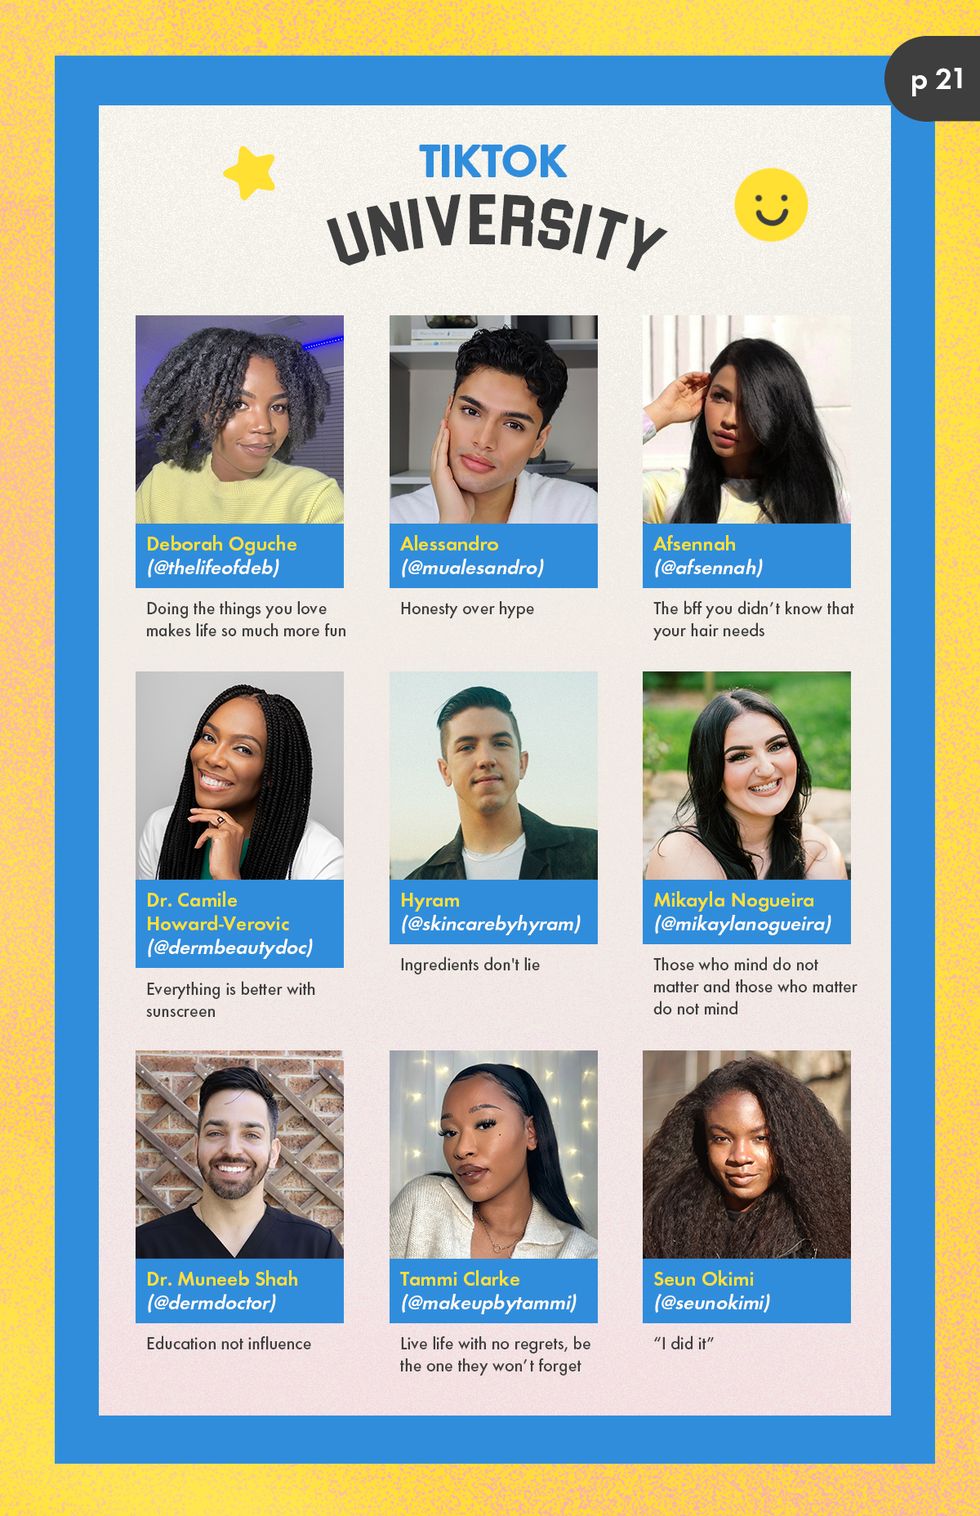 p 21
TIKTOK
UNIVERSITY
Deborah Oguche
(@thelifeofdeb)
Doing the things you love
makes life so much more fun
Alessandro
(@mualesandro)
Honesty over hype
Afsennah
(@afsennah)
The bff you didn't know that
your hair needs
Dr. Camile
Howard-Verovic
(@dermbeautydoc)
Everything is better with
sunscreen
Hyram
(@skincarebyhyram)
Ingredients don't lie
Mikayla Nogueira
(@mikaylanogueira)
Those who mind do not
matter and those who matter
do not mind
Dr. Muneeb Shah
(@dermdoctor)
Education not influence
Tammi Clarke
(@makeupbytammi)
Live life with no regrets, be
the one they won't forget
Seun Okimi
(@seunokimi)
“I did it”